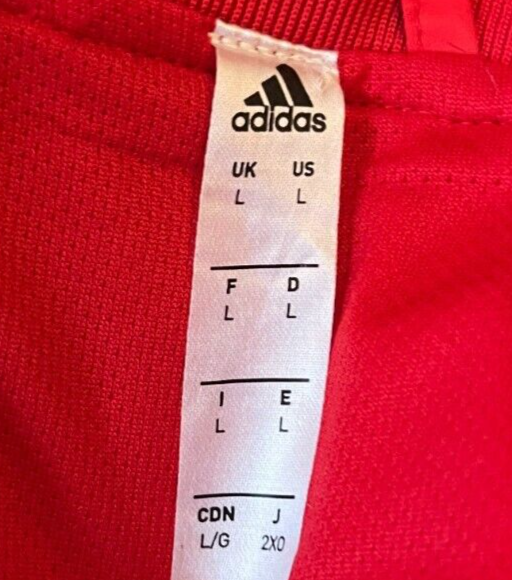 adidas
UK US
L L
F D
L L
I E
L L
CDN J
L/G 2XO